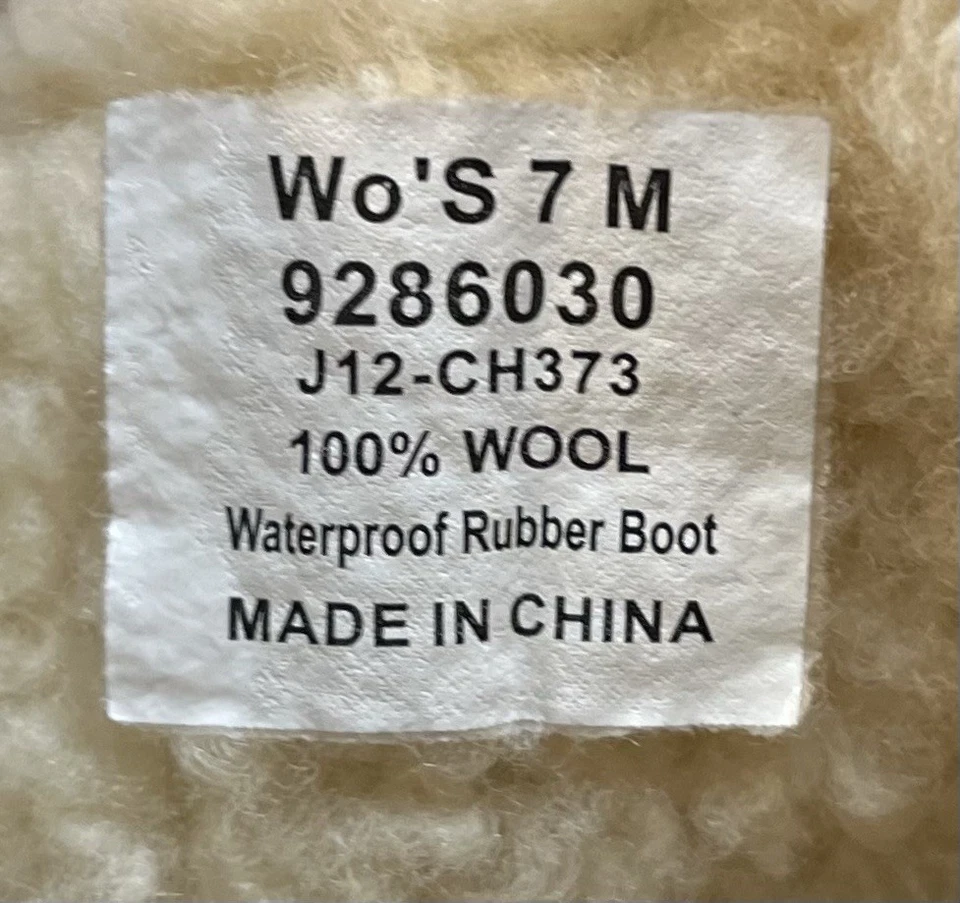 Wo'S 7 M
9286030
J12-CH373
100% WOOL
Waterproof Rubber Boot
MADE IN CHINA